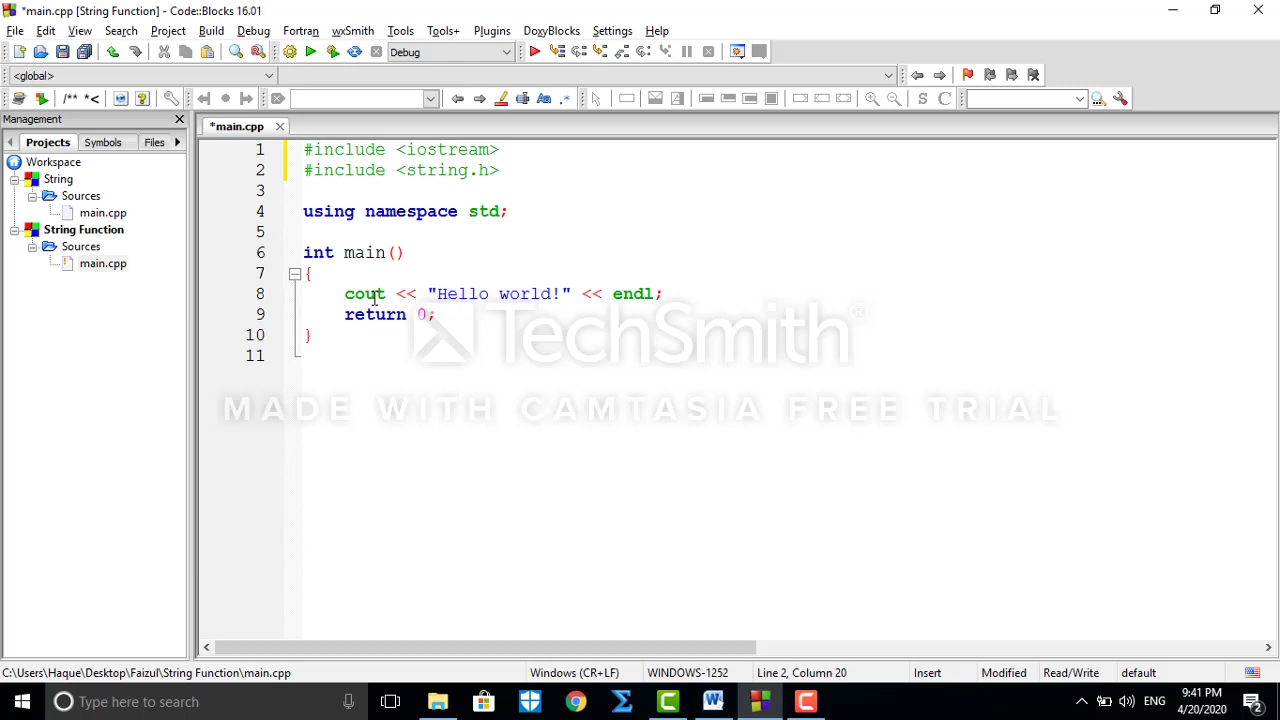 *main.cpp [String Function] - Code::Blocks 16.01
File Edit View Search Project Build Debug Fortran wxSmith Tools Tools+ Plugins DoxyBlocks Settings Help
Debug
<global>
/** *<
S C
Management
*main.cpp
Projects Symbols Files
Workspace
String
Sources
main.cpp
String Function
Sources
main.cpp
1 #include <iostream>
2 #include <string.h>
3
4 using namespace std;
5
6 int main()
7 {
8 cout << "Hello world!" << endl;
9 return 0;
10 }
11
TechSmith®
MADE WITH CAMTASIA FREE TRIAL
C:\Users\Haque\Desktop\Faizul\String Function\main.cpp Windows (CR+LF) WINDOWS-1252 Line 2, Column 20 Insert Modified Read/Write default
Type here to search
ENG
9:41 PM
4/20/2020
2